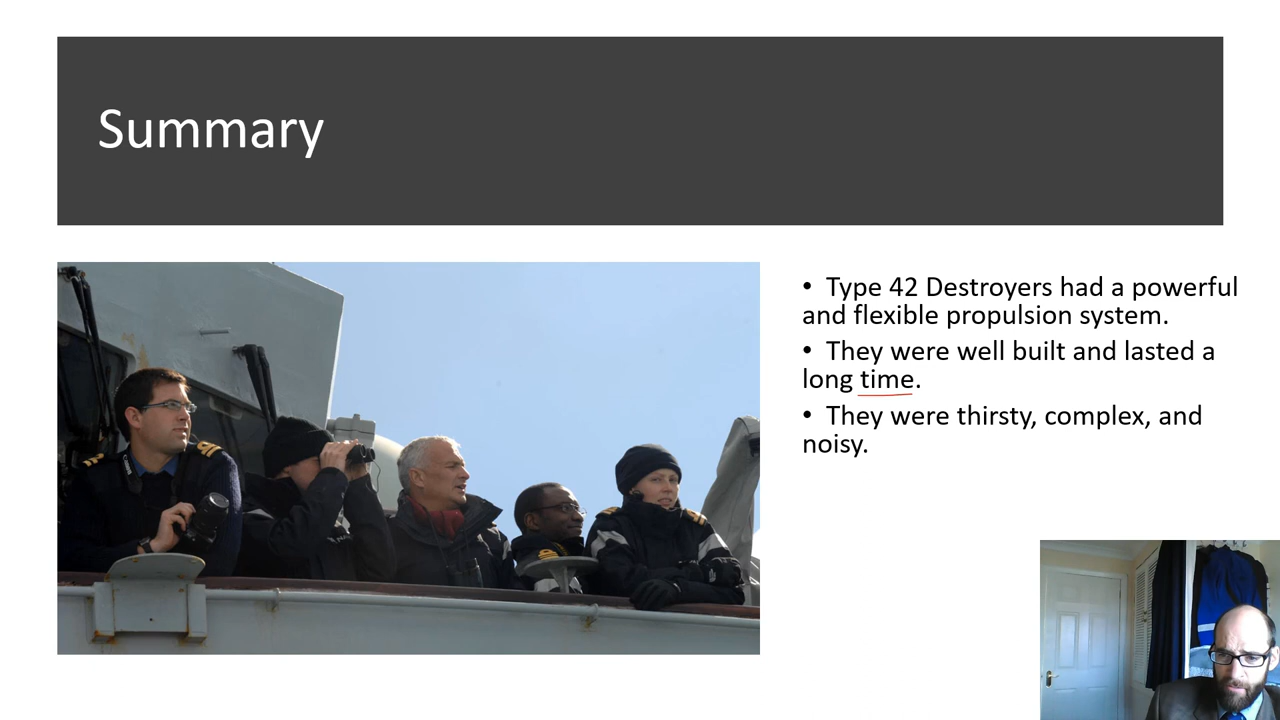 Summary
• Type 42 Destroyers had a powerful
and flexible propulsion system.
• They were well built and lasted a
long time.
• They were thirsty, complex, and
noisy.